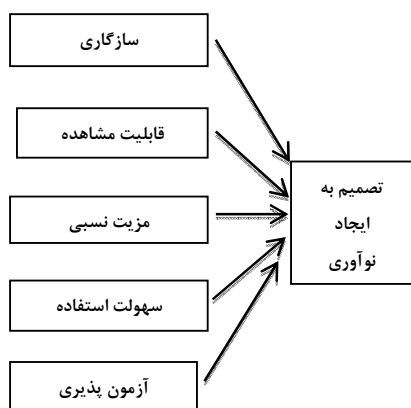 سازگاری
قابلیت مشاهده
مزیت نسبی
سهولت استفاده
آزمون پذیری
تصمیم به
ایجاد
نوآوری